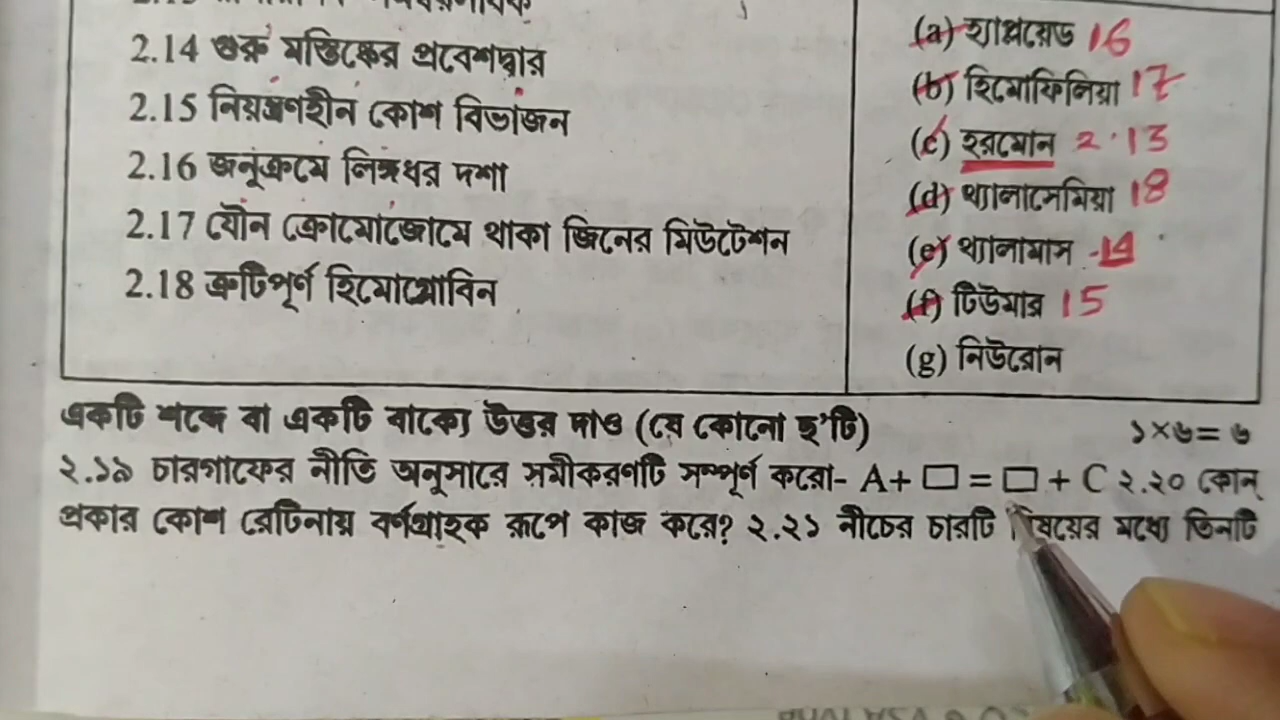 2.14 গুরু মস্তিষ্কের প্রবেশদ্বার
2.15 নিয়ন্ত্রণহীন কোশ বিভাজন
2.16 জনুক্রমে লিঙ্গধর দশা
2.17 যৌন ক্রোমোজোমে থাকা জিনের মিউটেশন
2.18 ত্রুটিপূর্ণ হিমোগ্লোবিন
(a) হ্যাপ্লয়েড 16
(b) হিমোফিলিয়া 17
(c) হরমোন 2.13
(d) থ্যালাসেমিয়া 18
(e) থ্যালামাস -14
(f) টিউমার 15
(g) নিউরোন
একটি শব্দে বা একটি বাক্যে উত্তর দাও (যে কোনো ছ'টি) ১×৬= ৬
২.১৯ চারগাফের নীতি অনুসারে সমীকরণটি সম্পূর্ণ করো- A+ □ = □ + C ২.২০ কোন্
প্রকার কোশ রেটিনায় বর্ণগ্রাহক রূপে কাজ করে? ২.২১ নীচের চারটি বিষয়ের মধ্যে তিনটি